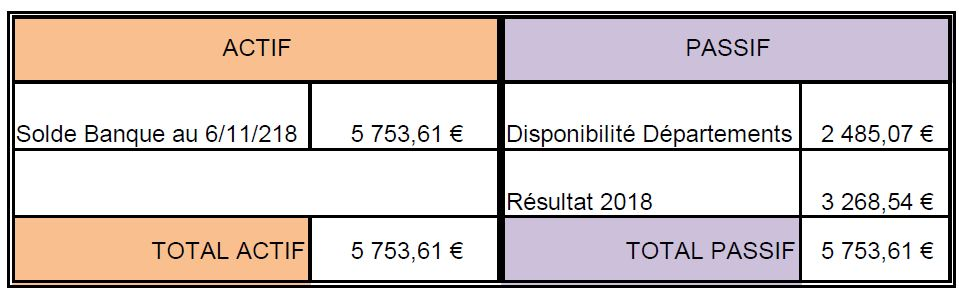 ACTIF PASSIF
Solde Banque au 6/11/218 5 753,61 € Disponibilité Départements 2 485,07 €
Résultat 2018 3 268,54 €
TOTAL ACTIF 5 753,61 € TOTAL PASSIF 5 753,61 €